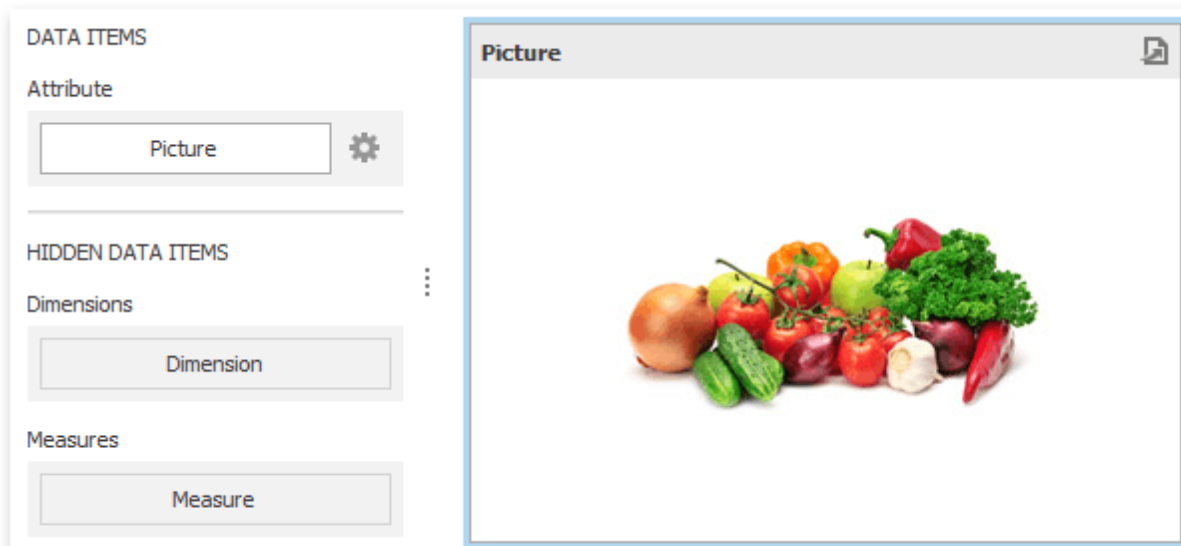 DATA ITEMS
Attribute
Picture
HIDDEN DATA ITEMS
Dimensions
Dimension
Measures
Measure
Picture